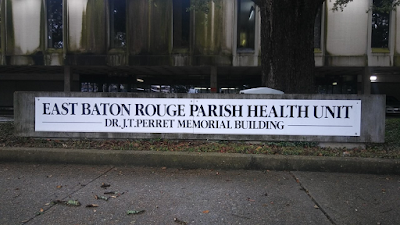 EAST BATON ROUGE PARISH HEALTH UNIT
DR. J.T. PERRET MEMORIAL BUILDING